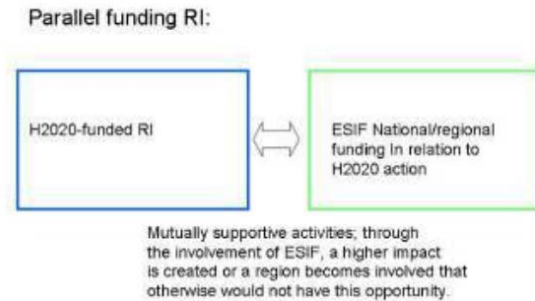 Parallel funding RI:
H2020-funded RI
ESIF National/regional
funding In relation to
H2020 action
Mutually supportive activities; through
the involvement of ESIF, a higher impact
is created or a region becomes involved that
otherwise would not have this opportunity.